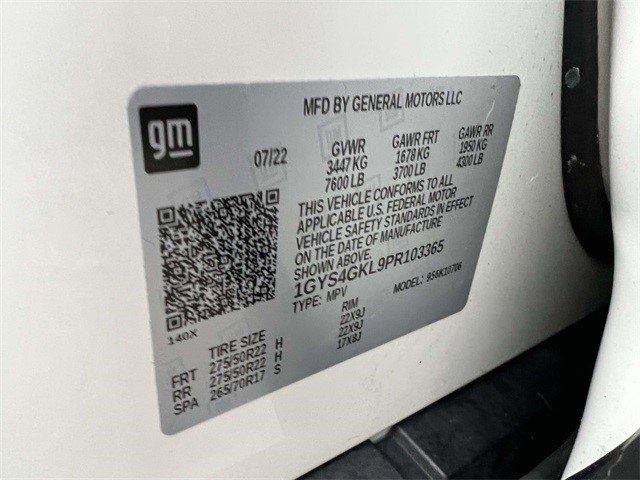 MFD BY GENERAL MOTORS LLC
gm
07/22
GVWR GAWR FRT GAWR RR
3447 KG 1678 KG 1950 KG
7600 LB 3700 LB 4300 LB
THIS VEHICLE CONFORMS TO ALL
APPLICABLE U.S. FEDERAL MOTOR
VEHICLE SAFETY STANDARDS IN EFFECT
ON THE DATE OF MANUFACTURE
SHOWN ABOVE.
1GYS4GKL9PR103365
TYPE: MPV MODEL: 9S6K10706
140X
TIRE SIZE RIM
FRT 275/50R22 H 22X9J
RR 275/50R22 H 22X9J
SPA 265/70R17 S 17X8J